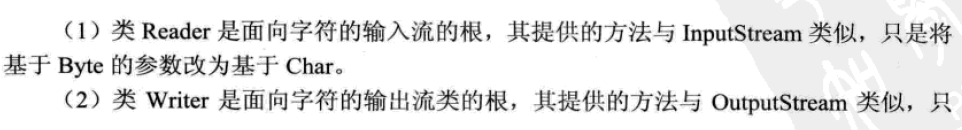 （1）类 Reader 是面向字符的输入流的根，其提供的方法与 InputStream 类似，只是将
基于 Byte 的参数改为基于 Char。
（2）类 Writer 是面向字符的输出流类的根，其提供的方法与 OutputStream 类似，只